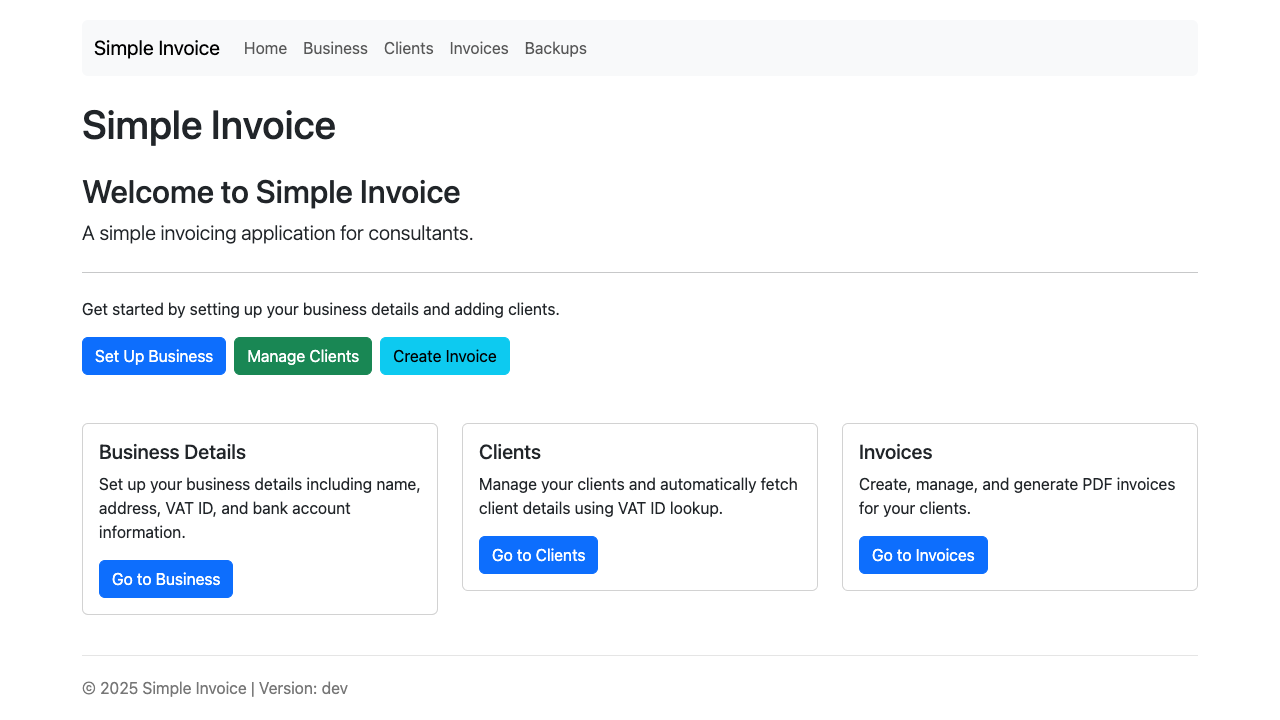 Simple Invoice Home Business Clients Invoices Backups
Simple Invoice
Welcome to Simple Invoice
A simple invoicing application for consultants.
Get started by setting up your business details and adding clients.
Set Up Business Manage Clients Create Invoice
Business Details
Set up your business details including name,
address, VAT ID, and bank account
information.
Go to Business
Clients
Manage your clients and automatically fetch
client details using VAT ID lookup.
Go to Clients
Invoices
Create, manage, and generate PDF invoices
for your clients.
Go to Invoices
© 2025 Simple Invoice | Version: dev